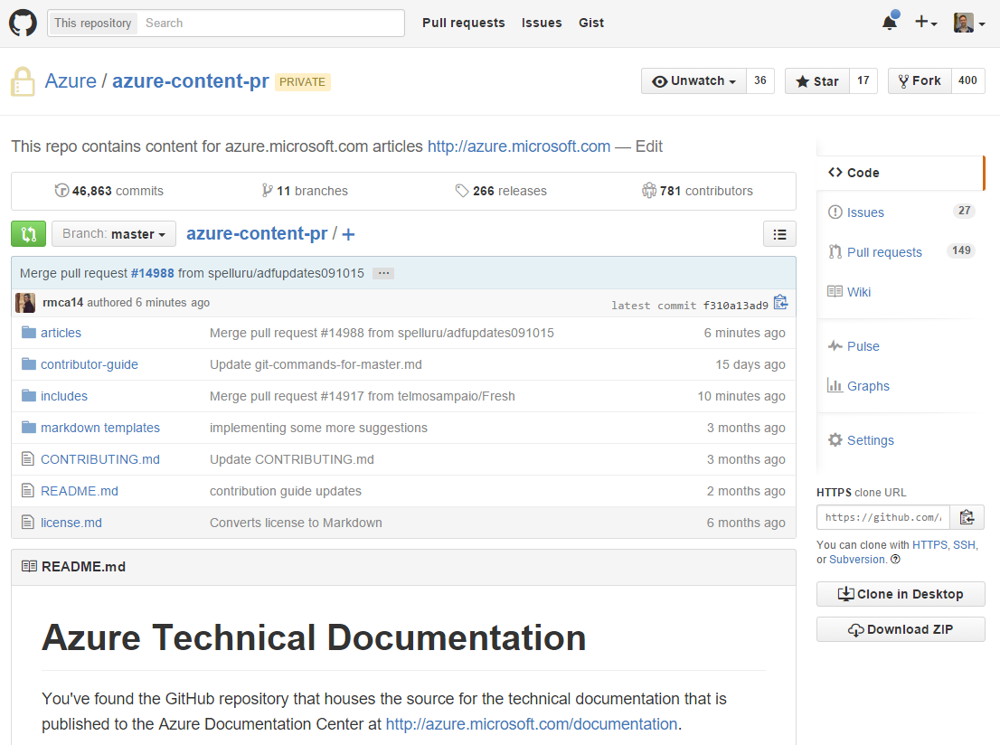 This repository Search Pull requests Issues Gist
Azure / azure-content-pr PRIVATE Unwatch 36 Star 17 Fork 400
This repo contains content for azure.microsoft.com articles http://azure.microsoft.com — Edit
46,863 commits 11 branches 266 releases 781 contributors
Branch: master azure-content-pr / +
Merge pull request #14988 from spelluru/adfupdates091015 ...
rmca14 authored 6 minutes ago latest commit f310a13ad9
articles Merge pull request #14988 from spelluru/adfupdates091015 6 minutes ago
contributor-guide Update git-commands-for-master.md 15 days ago
includes Merge pull request #14917 from telmosampaio/Fresh 10 minutes ago
markdown templates implementing some more suggestions 3 months ago
CONTRIBUTING.md Update CONTRIBUTING.md 3 months ago
README.md contribution guide updates 2 months ago
license.md Converts license to Markdown 6 months ago
README.md
Azure Technical Documentation
You've found the GitHub repository that houses the source for the technical documentation that is
published to the Azure Documentation Center at http://azure.microsoft.com/documentation.
Code
Issues 27
Pull requests 149
Wiki
Pulse
Graphs
Settings
HTTPS clone URL
https://github.com/
You can clone with HTTPS, SSH,
or Subversion.
Clone in Desktop
Download ZIP